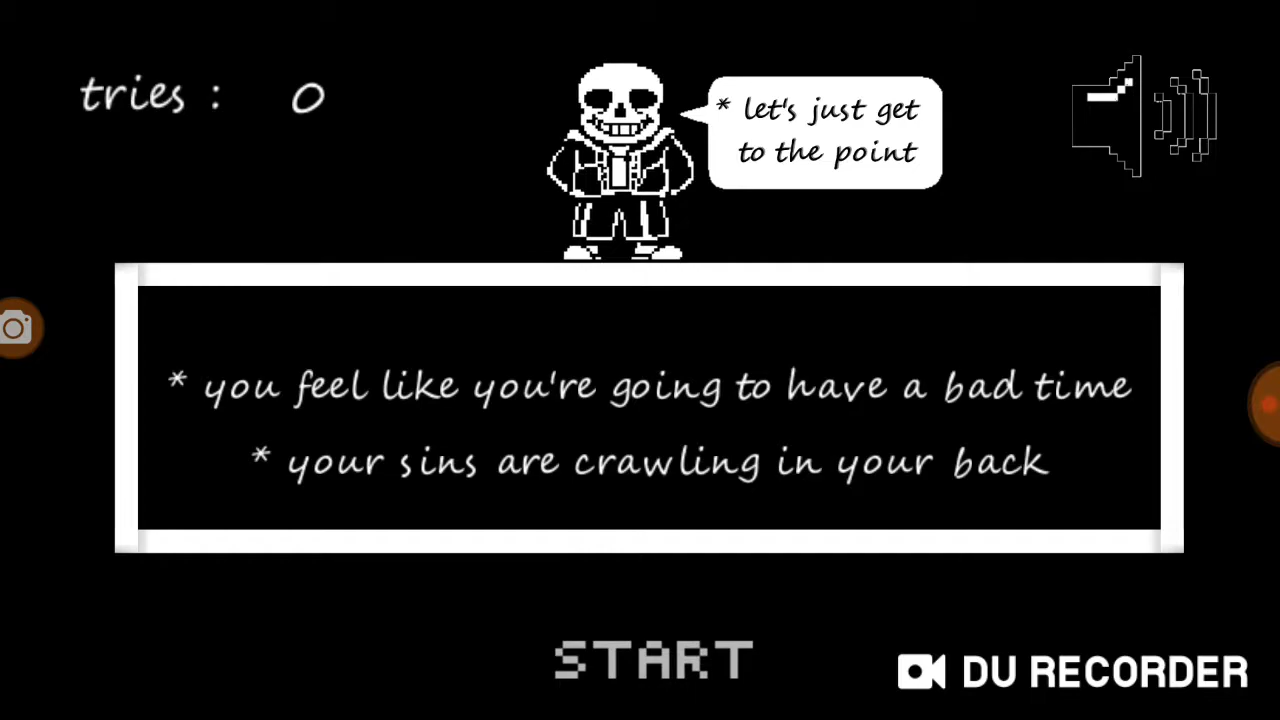 tries : 0
* let's just get
to the point
* you feel like you're going to have a bad time
* your sins are crawling in your back
START
DU RECORDER